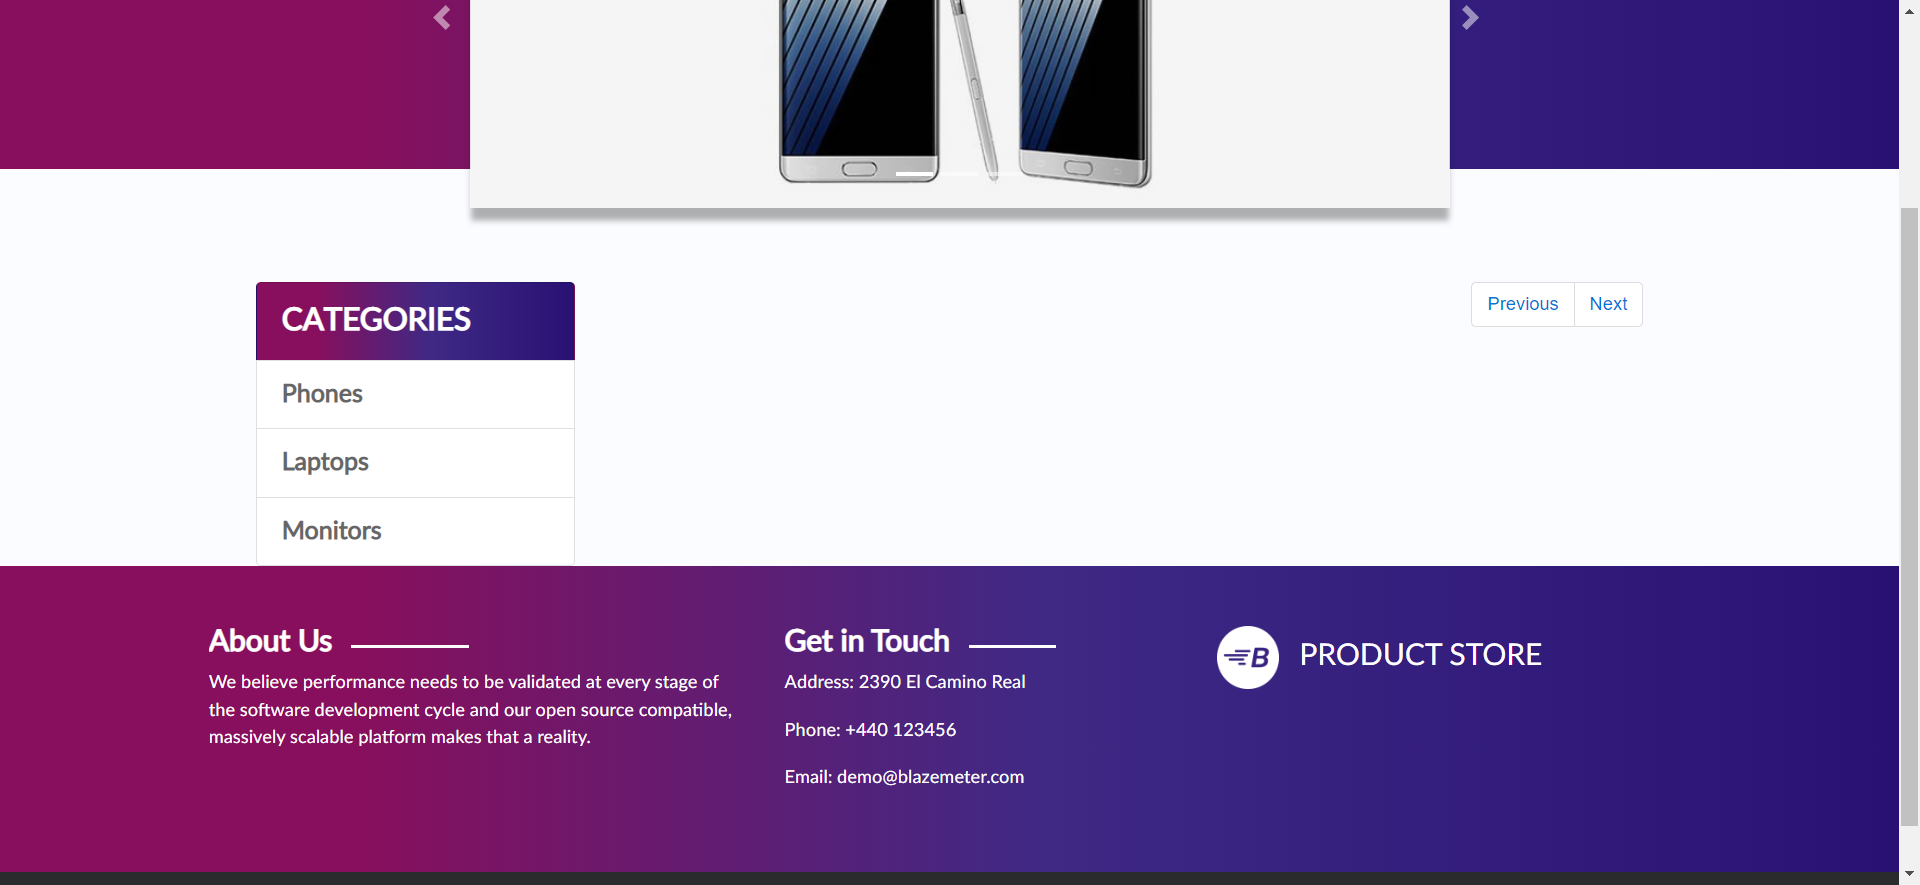 CATEGORIES
Phones
Laptops
Monitors
Previous
Next
About Us
We believe performance needs to be validated at every stage of
the software development cycle and our open source compatible,
massively scalable platform makes that a reality.
Get in Touch
Address: 2390 El Camino Real
Phone: +440 123456
Email: demo@blazemeter.com
B
PRODUCT STORE